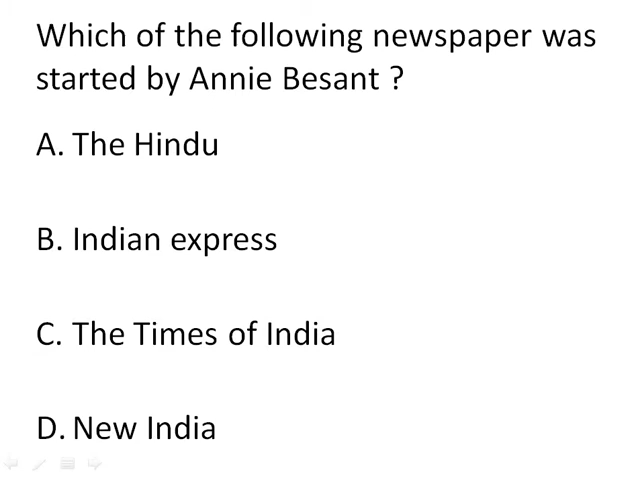 Which of the following newspaper was
started by Annie Besant ?
A. The Hindu
B. Indian express
C. The Times of India
D. New India